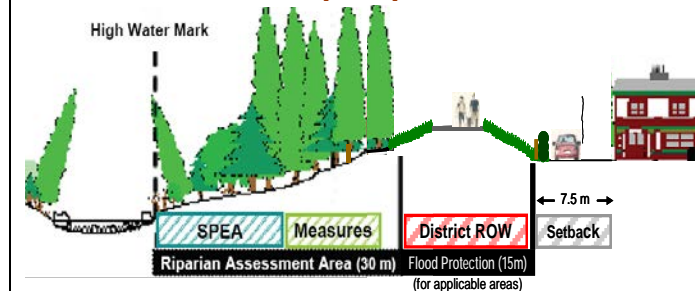 High Water Mark
7.5 m
SPEA
Measures
District ROW
Setback
Riparian Assessment Area (30 m)
Flood Protection (15m)
(for applicable areas)